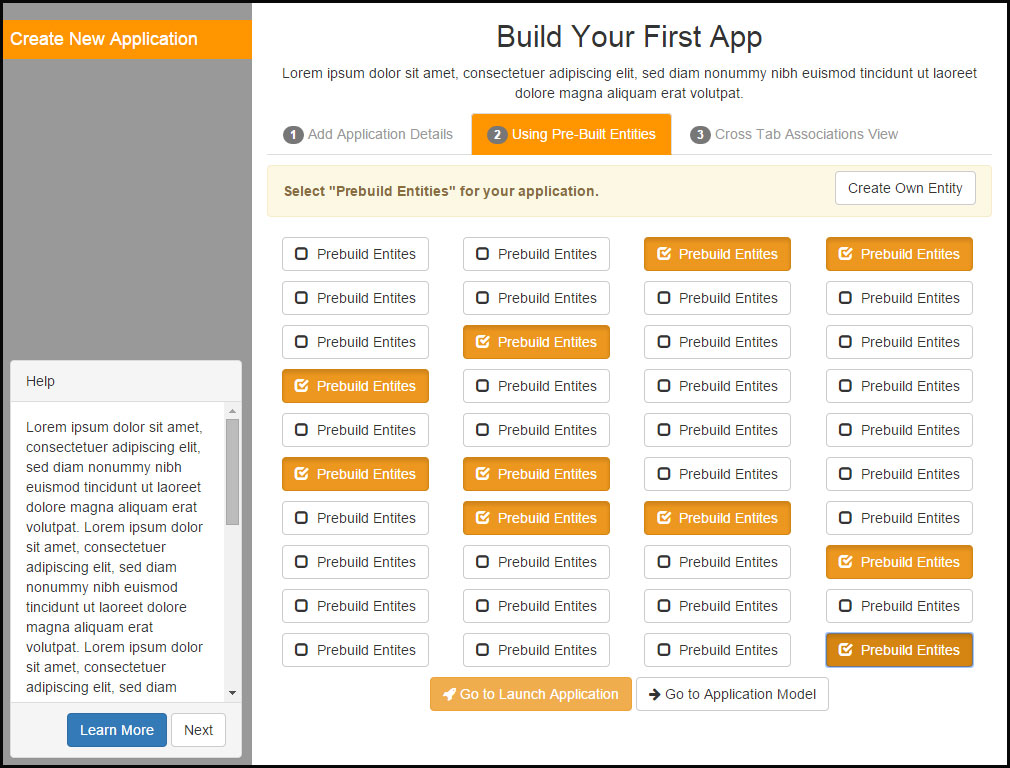 Create New Application
Build Your First App
Lorem ipsum dolor sit amet, consectetuer adipiscing elit, sed diam nonummy nibh euismod tincidunt ut laoreet
dolore magna aliquam erat volutpat.
1 Add Application Details 2 Using Pre-Built Entities 3 Cross Tab Associations View
Select "Prebuild Entities" for your application. Create Own Entity
Prebuild Entites Prebuild Entites Prebuild Entites Prebuild Entites
Prebuild Entites Prebuild Entites Prebuild Entites Prebuild Entites
Prebuild Entites Prebuild Entites Prebuild Entites Prebuild Entites
Prebuild Entites Prebuild Entites Prebuild Entites Prebuild Entites
Prebuild Entites Prebuild Entites Prebuild Entites Prebuild Entites
Prebuild Entites Prebuild Entites Prebuild Entites Prebuild Entites
Prebuild Entites Prebuild Entites Prebuild Entites Prebuild Entites
Prebuild Entites Prebuild Entites Prebuild Entites Prebuild Entites
Prebuild Entites Prebuild Entites Prebuild Entites Prebuild Entites
Prebuild Entites Prebuild Entites Prebuild Entites Prebuild Entites
Go to Launch Application Go to Application Model
Help
Lorem ipsum dolor sit amet,
consectetuer adipiscing elit,
sed diam nonummy nibh
euismod tincidunt ut laoreet
dolore magna aliquam erat
volutpat. Lorem ipsum dolor
sit amet, consectetuer
adipiscing elit, sed diam
nonummy nibh euismod
tincidunt ut laoreet dolore
magna aliquam erat
volutpat. Lorem ipsum dolor
sit amet, consectetuer
adipiscing elit, sed diam
Learn More Next